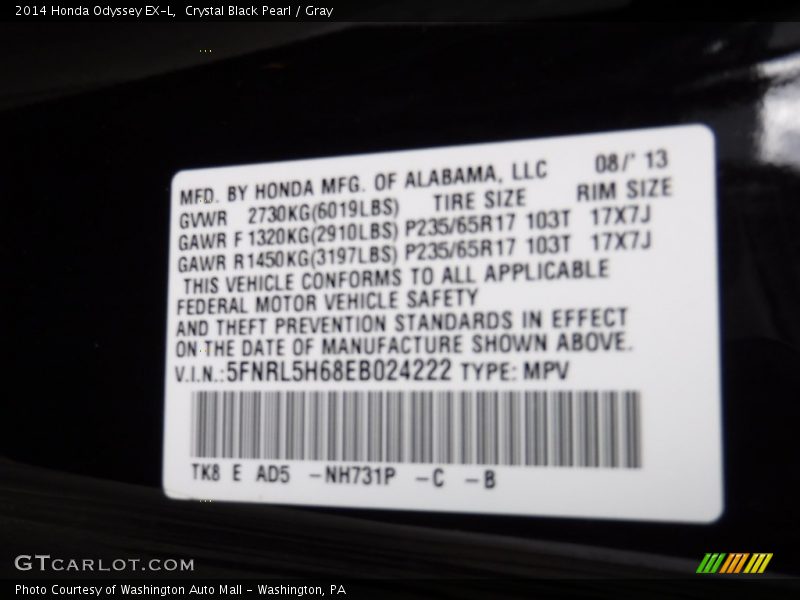 2014 Honda Odyssey EX-L, Crystal Black Pearl / Gray
MFD. BY HONDA MFG. OF ALABAMA, LLC 08/' 13
GVWR 2730KG(6019LBS) TIRE SIZE RIM SIZE
GAWR F 1320KG(2910LBS) P235/65R17 103T 17X7J
GAWR R1450KG(3197LBS) P235/65R17 103T 17X7J
THIS VEHICLE CONFORMS TO ALL APPLICABLE
FEDERAL MOTOR VEHICLE SAFETY
AND THEFT PREVENTION STANDARDS IN EFFECT
ON THE DATE OF MANUFACTURE SHOWN ABOVE.
V.I.N.:5FNRL5H68EB024222 TYPE: MPV
TK8 E AD5 -NH731P -C -B
GTCARLOT.COM
Photo Courtesy of Washington Auto Mall - Washington, PA